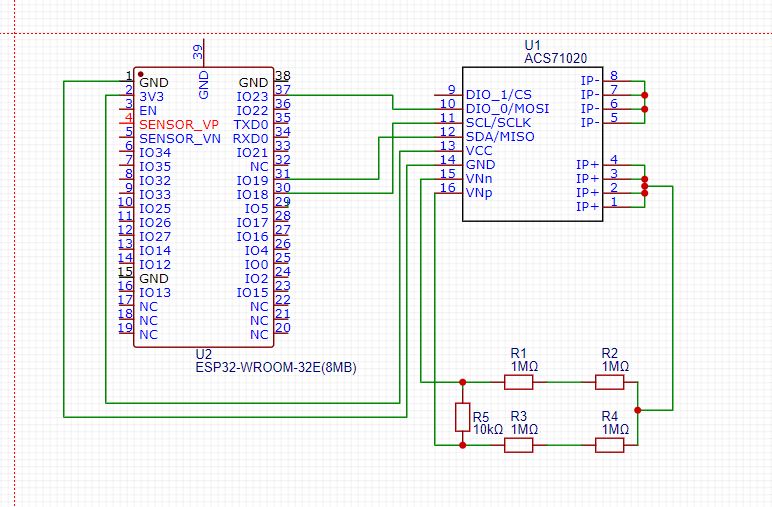 U1
ACS71020
39
GND
1 GND
2 3V3
3 EN
4 SENSOR_VP
5 SENSOR_VN
6 IO34
7 IO35
8 IO32
9 IO33
10 IO25
11 IO26
12 IO27
13 IO14
14 IO12
15 GND
16 IO13
17 NC
18 NC
19 NC
GND 38
IO23 37
IO22 36
TXD0 35
RXD0 34
IO21 33
NC 32
IO19 31
IO18 30
IO5 29
IO17 28
IO16 27
IO4 26
IO0 25
IO2 24
IO15 23
NC 22
NC 21
NC 20
U2
ESP32-WROOM-32E(8MB)
9 DIO_1/CS
10 DIO_0/MOSI
11 SCL/SCLK
12 SDA/MISO
13 VCC
14 GND
15 VNn
16 VNp
IP- 8
IP- 7
IP- 6
IP- 5
IP+ 4
IP+ 3
IP+ 2
IP+ 1
R1
1MΩ
R2
1MΩ
R5
10kΩ
R3
1MΩ
R4
1MΩ